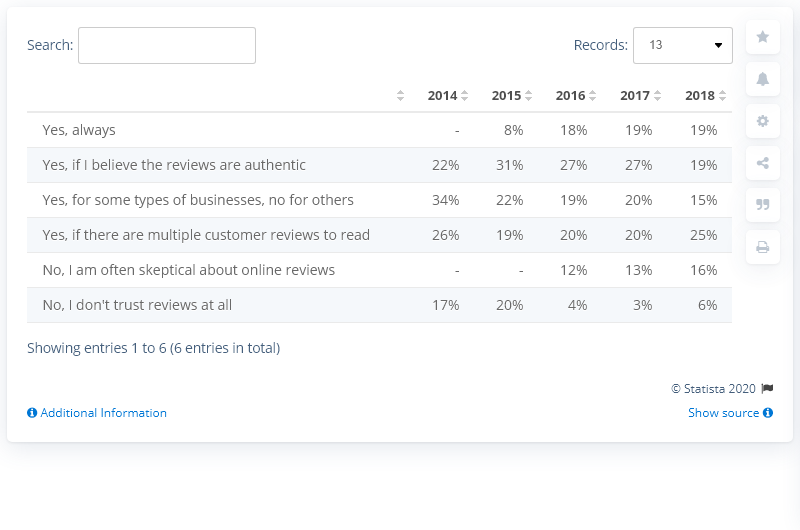 Search:
Records: 13
2014 2015 2016 2017 2018
Yes, always - 8% 18% 19% 19%
Yes, if I believe the reviews are authentic 22% 31% 27% 27% 19%
Yes, for some types of businesses, no for others 34% 22% 19% 20% 15%
Yes, if there are multiple customer reviews to read 26% 19% 20% 20% 25%
No, I am often skeptical about online reviews - - 12% 13% 16%
No, I don't trust reviews at all 17% 20% 4% 3% 6%
Showing entries 1 to 6 (6 entries in total)
© Statista 2020
Additional Information
Show source